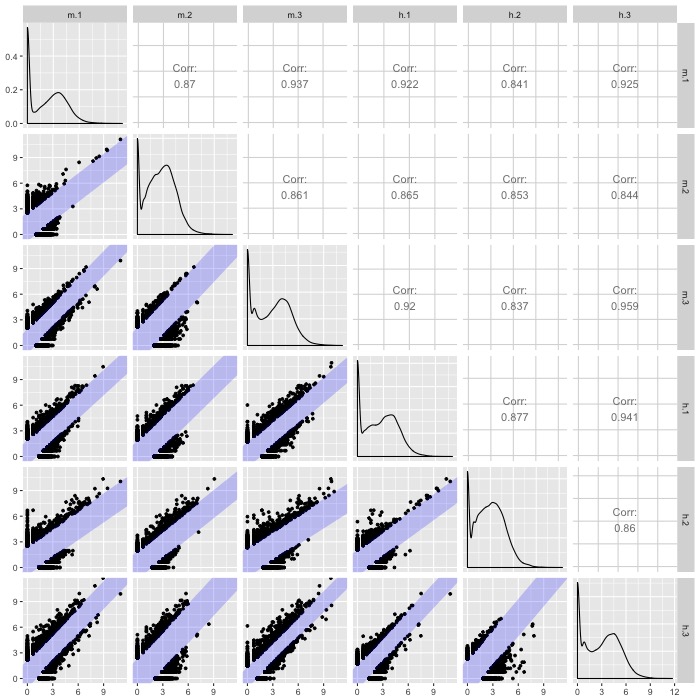 m.1 m.2 m.3 h.1 h.2 h.3
0.4
0.2
0.0
Corr:
0.87
Corr:
0.937
Corr:
0.922
Corr:
0.841
Corr:
0.925
m.1
9
6
3
0
Corr:
0.861
Corr:
0.865
Corr:
0.853
Corr:
0.844
m.2
9
6
3
0
Corr:
0.92
Corr:
0.837
Corr:
0.959
m.3
9
6
3
0
Corr:
0.877
Corr:
0.941
h.1
9
6
3
0
Corr:
0.86
h.2
9
6
3
0
h.3
0 3 6 9 0 3 6 9 0 3 6 9 0 3 6 9 0 3 6 9 0 3 6 9 12